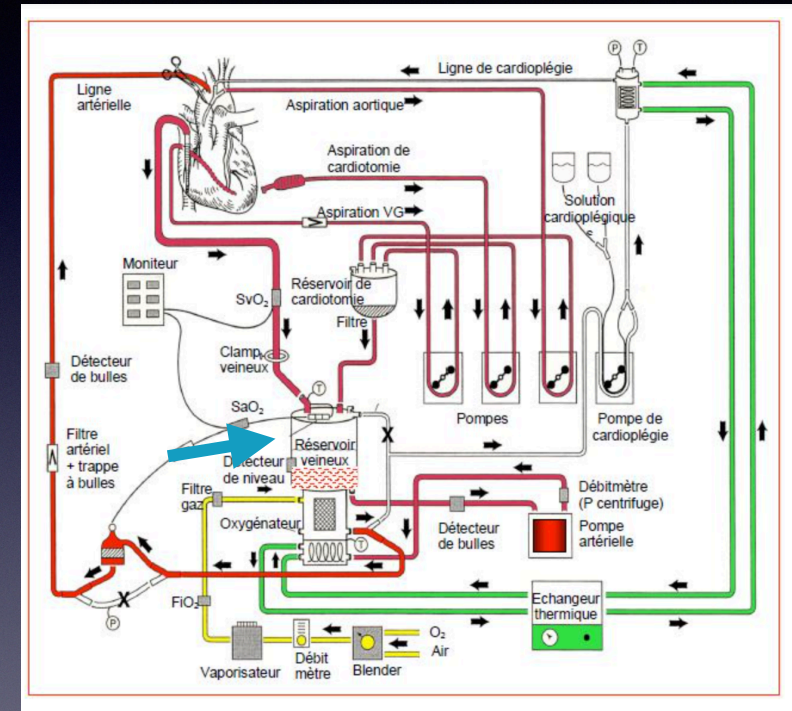 P T
Ligne de cardioplégie
Ligne
artérielle
Aspiration aortique
Aspiration de
cardiotomie
Solution
cardioplégique
Aspiration VG
Moniteur
Réservoir de
cardiotomie
SvO₂
Filtre
Clamp
veineux
Détecteur
de bulles
T
SaO₂
Pompes
Pompe de
cardioplégie
X
Filtre
artériel
+ trappe
à bulles
Réservoir
veineux
Détecteur
de niveau
Filtre
gaz
Débitmètre
(P centrifuge)
Oxygénateur
Détecteur
de bulles
Pompe
artérielle
T
X
FiO₂
P
Echangeur
thermique
O₂
Air
Vaporisateur
Débit
mètre
Blender